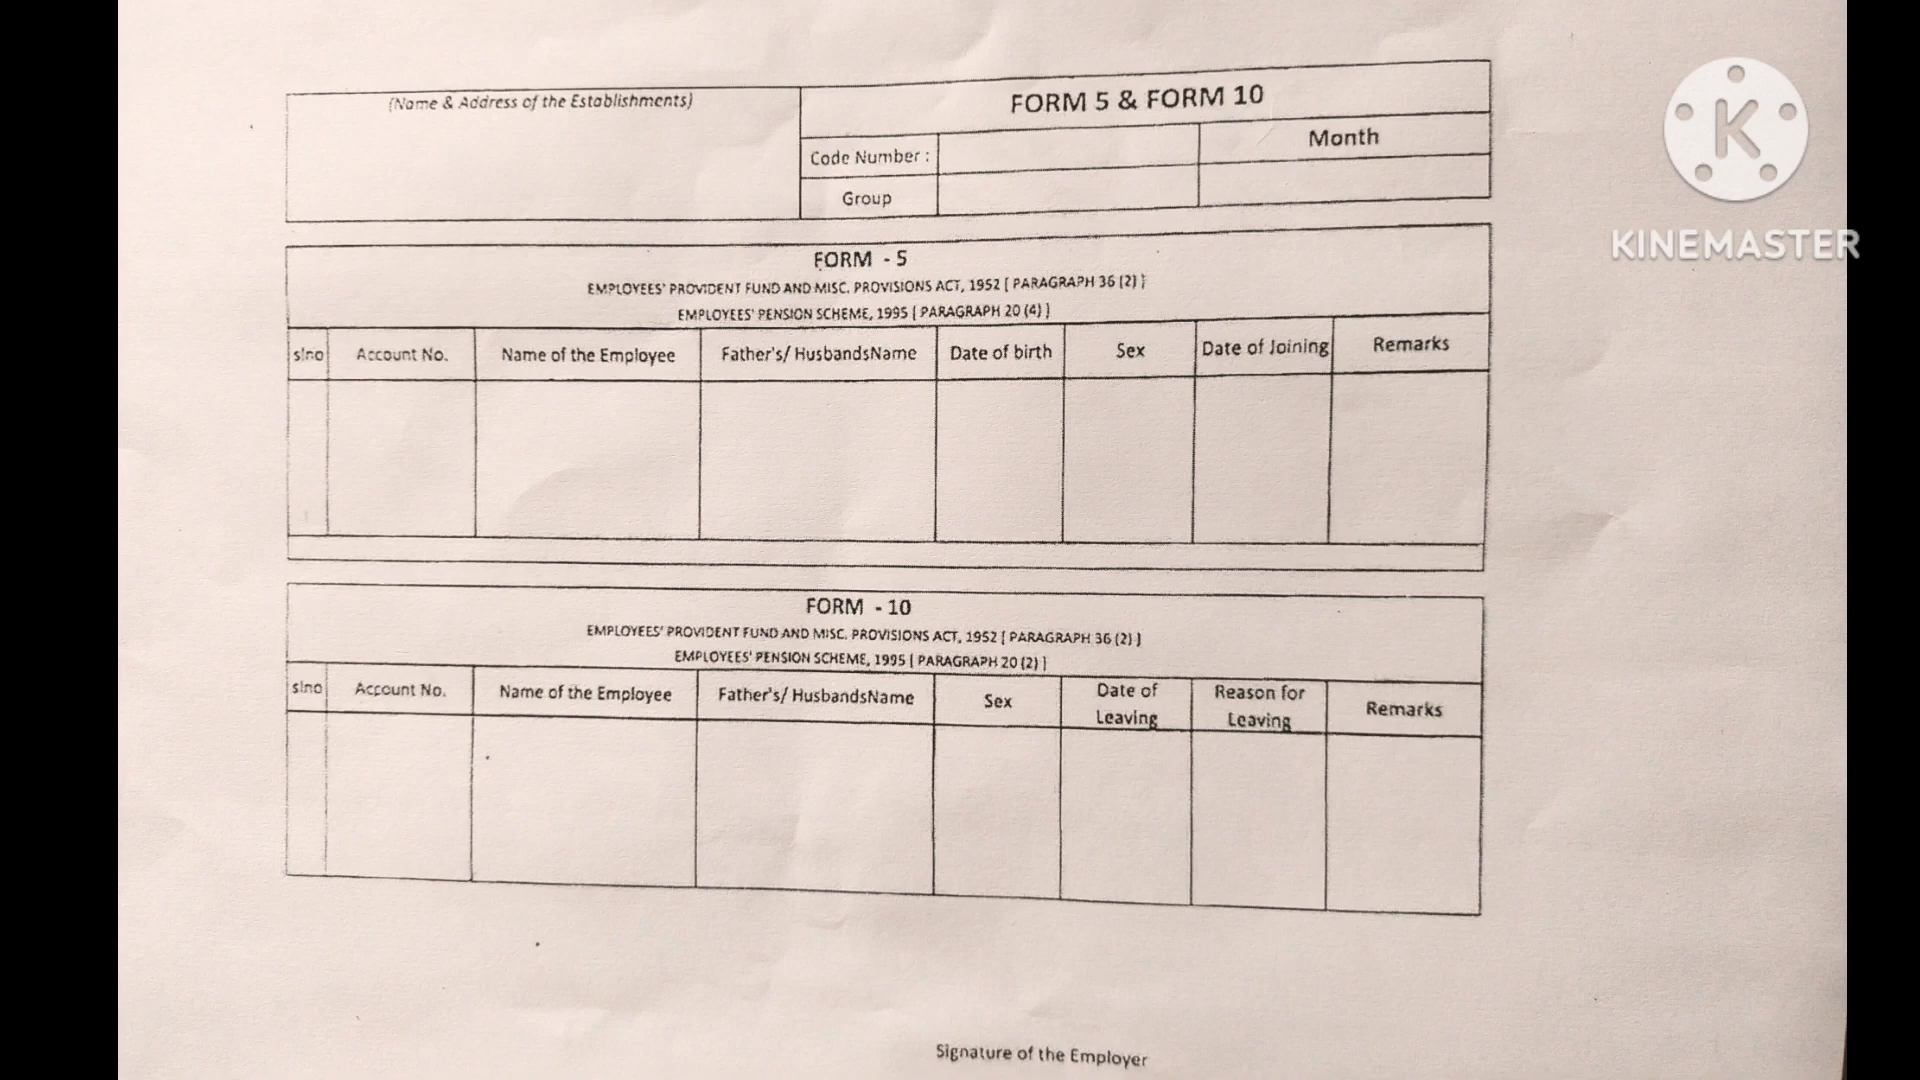 (Name & Address of the Establishments)
FORM 5 & FORM 10
Code Number :
Month
Group
FORM - 5
EMPLOYEES' PROVIDENT FUND AND MISC. PROVISIONS ACT, 1952 [ PARAGRAPH 36 (2) ]
EMPLOYEES' PENSION SCHEME, 1995 [ PARAGRAPH 20 (4) ]
slno Account No. Name of the Employee Father's/ HusbandsName Date of birth Sex Date of Joining Remarks
FORM - 10
EMPLOYEES' PROVIDENT FUND AND MISC. PROVISIONS ACT, 1952 [ PARAGRAPH 36 (2) ]
EMPLOYEES' PENSION SCHEME, 1995 [ PARAGRAPH 20 (2) ]
slno Account No. Name of the Employee Father's/ HusbandsName Sex Date of Leaving Reason for Leaving Remarks
Signature of the Employer
K
KINEMASTER